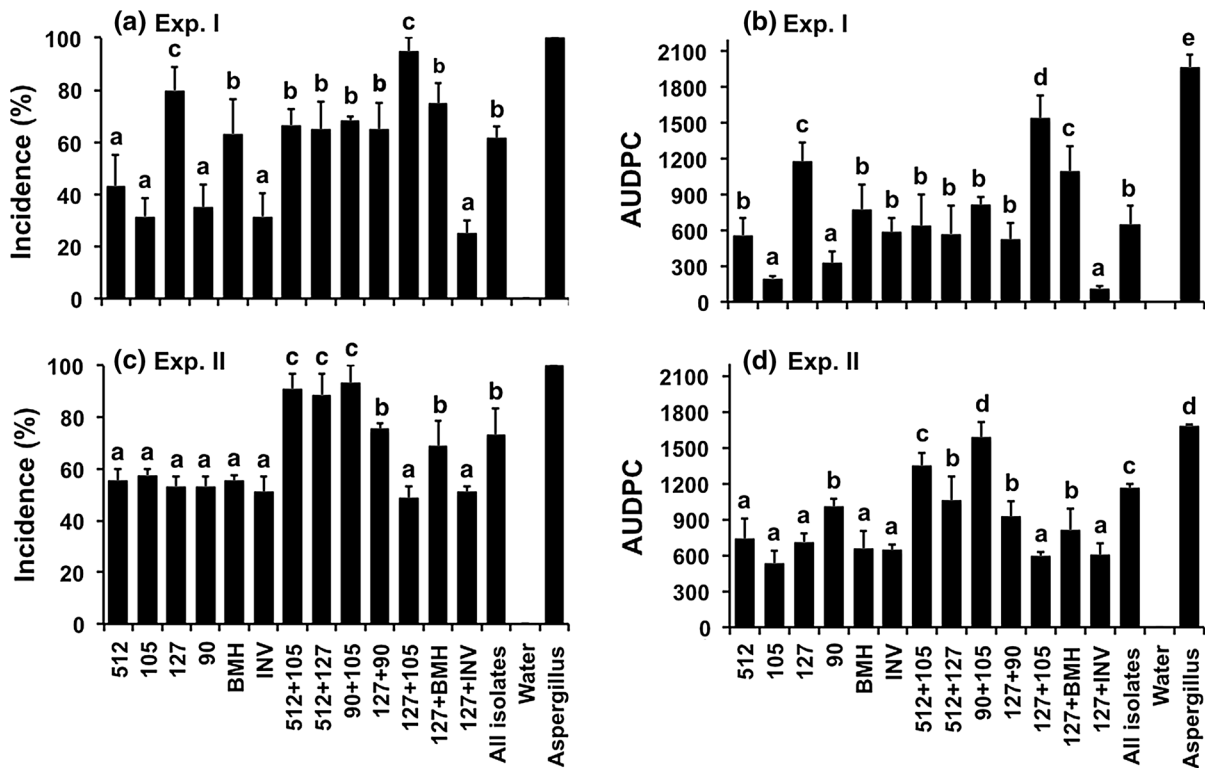 (a) Exp. I
Incidence (%)
100
80
60
40
20
0
a
a
c
a
b
a
b
b
b
b
c
b
a
b
(b) Exp. I
AUDPC
2100
1800
1500
1200
900
600
300
0
b
a
c
a
b
b
b
b
b
b
d
c
a
b
e
(c) Exp. II
Incidence (%)
100
80
60
40
20
0
a
a
a
a
a
a
c
c
c
b
a
b
a
b
512
105
127
90
BMH
INV
512+105
512+127
90+105
127+90
127+105
127+BMH
127+INV
All isolates
Water
Aspergillus
(d) Exp. II
AUDPC
2100
1800
1500
1200
900
600
300
0
a
a
a
b
a
a
c
b
d
b
a
b
a
c
d
512
105
127
90
BMH
INV
512+105
512+127
90+105
127+90
127+105
127+BMH
127+INV
All isolates
Water
Aspergillus